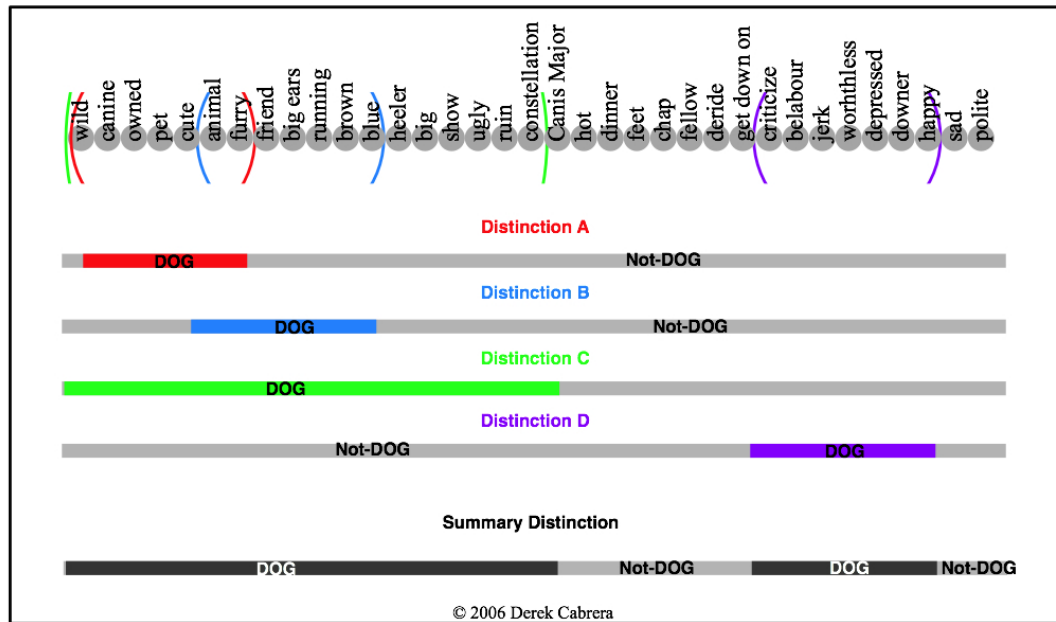 wild canine owned pet cute animal furry friend big ears running brown blue heeler big show ugly ruin constellation Canis Major hot dinner feet chap fellow deride get down on criticize belabour jerk worhthless depressed downer happy sad polite
Distinction A
DOG Not-DOG
Distinction B
DOG Not-DOG
Distinction C
DOG
Distinction D
Not-DOG DOG
Summary Distinction
DOG Not-DOG DOG Not-DOG
© 2006 Derek Cabrera